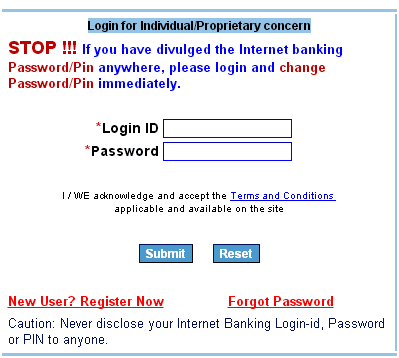 Login for Individual/Proprietary concern
STOP !!! If you have divulged the Internet banking
Password/Pin anywhere, please login and change
Password/Pin immediately.
*Login ID
*Password
I / WE acknowledge and accept the Terms and Conditions
applicable and available on the site
Submit Reset
New User? Register Now Forgot Password
Caution: Never disclose your Internet Banking Login-id, Password
or PIN to anyone.